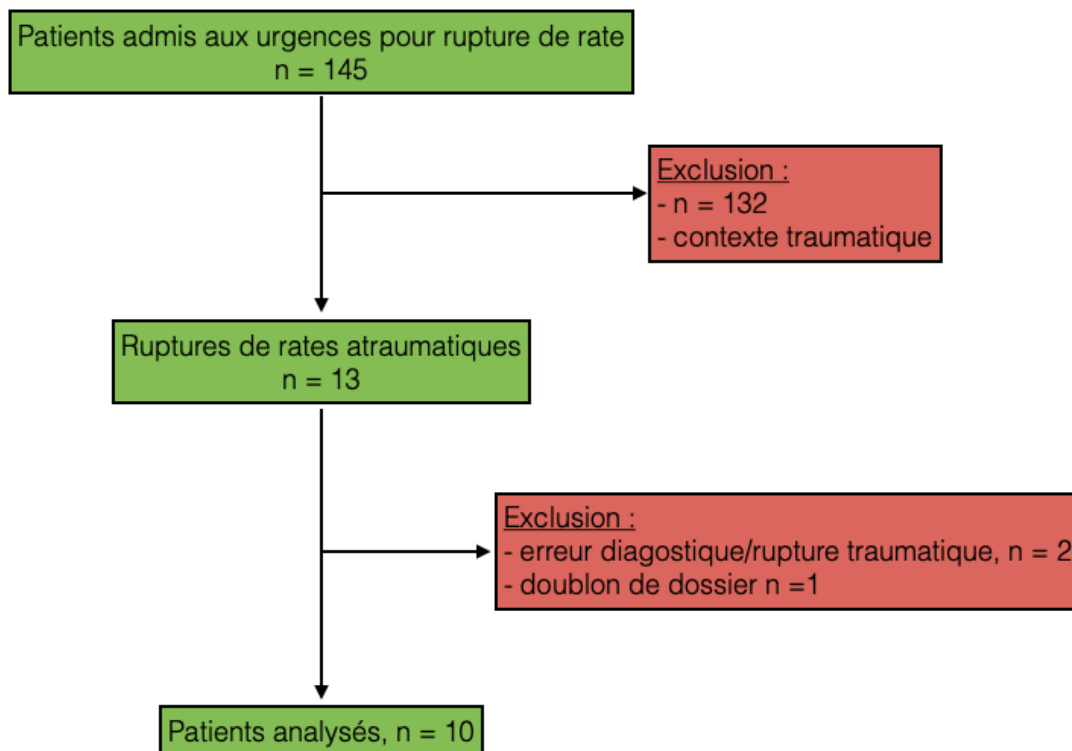 Patients admis aux urgences pour rupture de rate
n = 145
Exclusion :
- n = 132
- contexte traumatique
Ruptures de rates atraumatiques
n = 13
Exclusion :
- erreur diagostique/rupture traumatique, n = 2
- doublon de dossier n =1
Patients analysés, n = 10